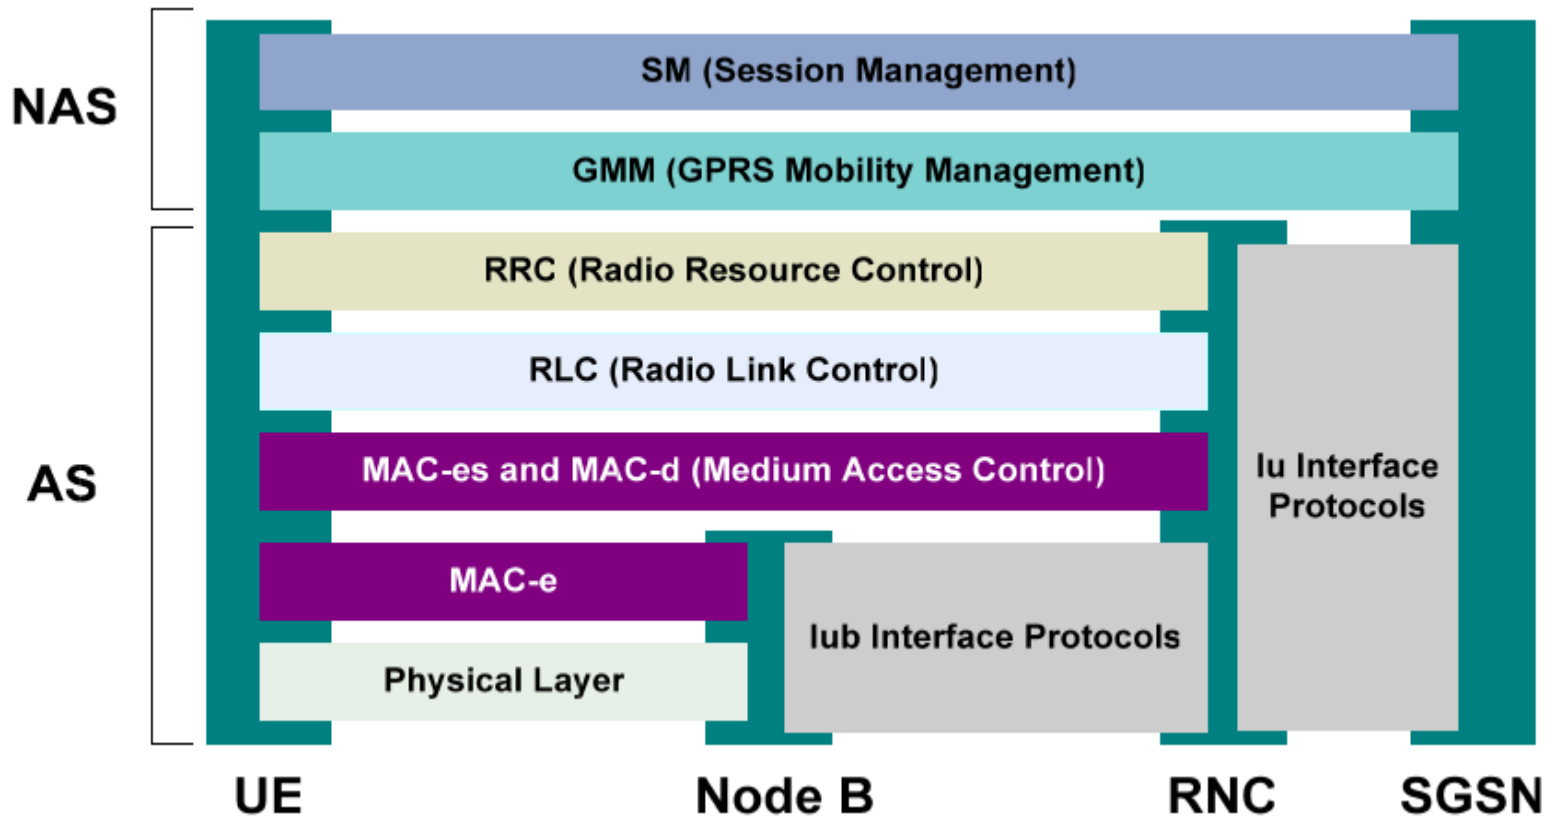 NAS
SM (Session Management)
GMM (GPRS Mobility Management)
AS
RRC (Radio Resource Control)
RLC (Radio Link Control)
MAC-es and MAC-d (Medium Access Control)
MAC-e
Physical Layer
Iub Interface Protocols
Iu Interface
Protocols
UE
Node B
RNC
SGSN